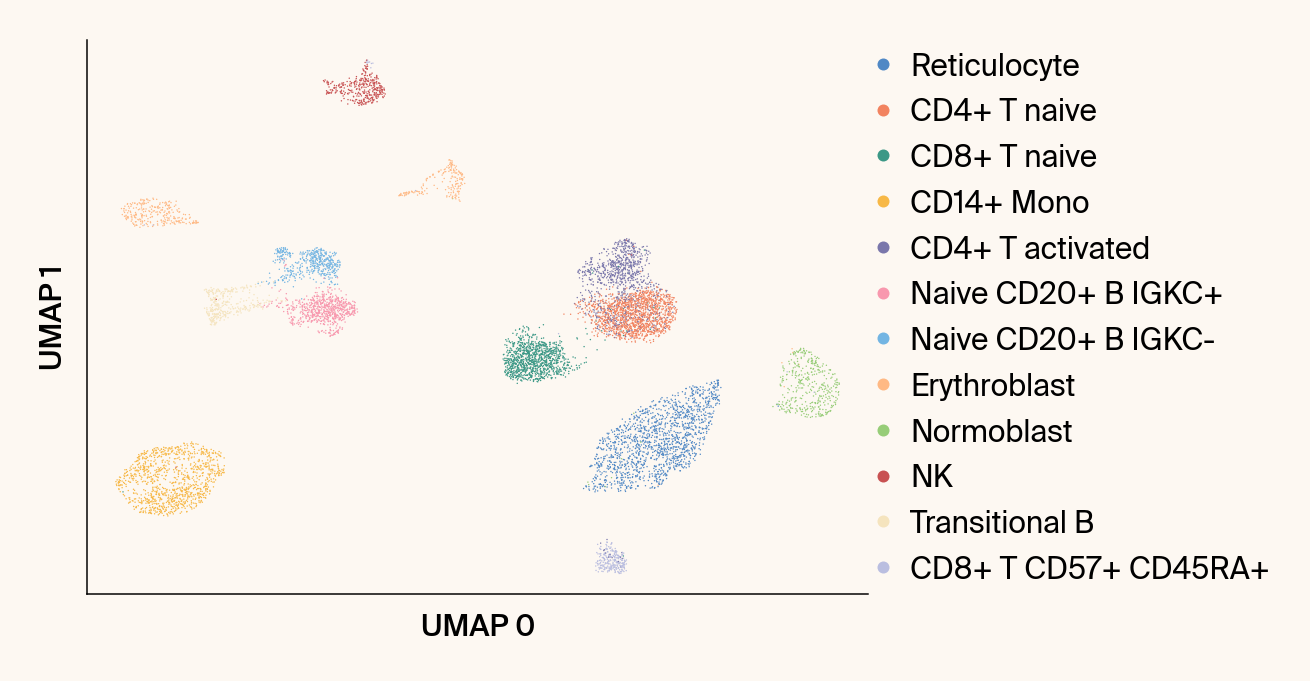 Reticulocyte
CD4+ T naive
CD8+ T naive
CD14+ Mono
CD4+ T activated
Naive CD20+ B IGKC+
Naive CD20+ B IGKC-
Erythroblast
Normoblast
NK
Transitional B
CD8+ T CD57+ CD45RA+
UMAP 1
UMAP 0